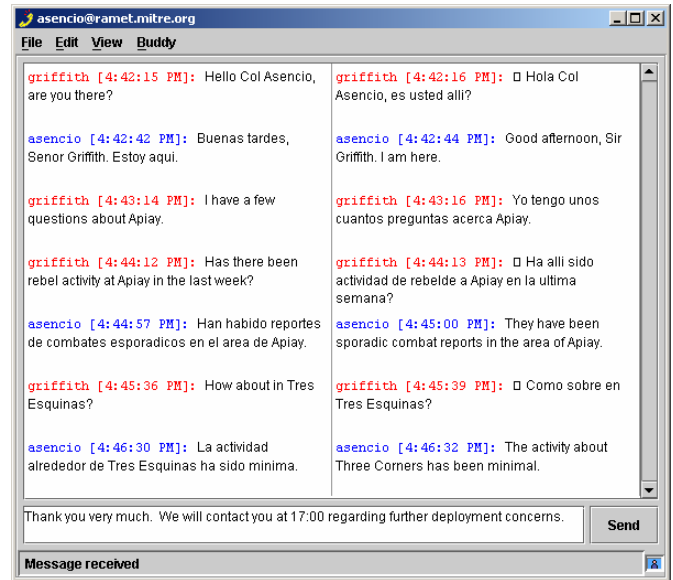 asencio@ramet.mitre.org
File Edit View Buddy
griffith [4:42:15 PM]: Hello Col Asencio,
are you there?
griffith [4:42:16 PM]: □ Hola Col
Asencio, es usted alli?
asencio [4:42:42 PM]: Buenas tardes,
Senor Griffith. Estoy aqui.
asencio [4:42:44 PM]: Good afternoon, Sir
Griffith. I am here.
griffith [4:43:14 PM]: I have a few
questions about Apiay.
griffith [4:43:16 PM]: Yo tengo unos
cuantos preguntas acerca Apiay.
griffith [4:44:12 PM]: Has there been
rebel activity at Apiay in the last week?
griffith [4:44:13 PM]: □ Ha alli sido
actividad de rebelde a Apiay en la ultima
semana?
asencio [4:44:57 PM]: Han habido reportes
de combates esporadicos en el area de Apiay.
asencio [4:45:00 PM]: They have been
sporadic combat reports in the area of Apiay.
griffith [4:45:36 PM]: How about in Tres
Esquinas?
griffith [4:45:39 PM]: □ Como sobre en
Tres Esquinas?
asencio [4:46:30 PM]: La actividad
alrededor de Tres Esquinas ha sido minima.
asencio [4:46:32 PM]: The activity about
Three Corners has been minimal.
Thank you very much. We will contact you at 17:00 regarding further deployment concerns.
Send
Message received